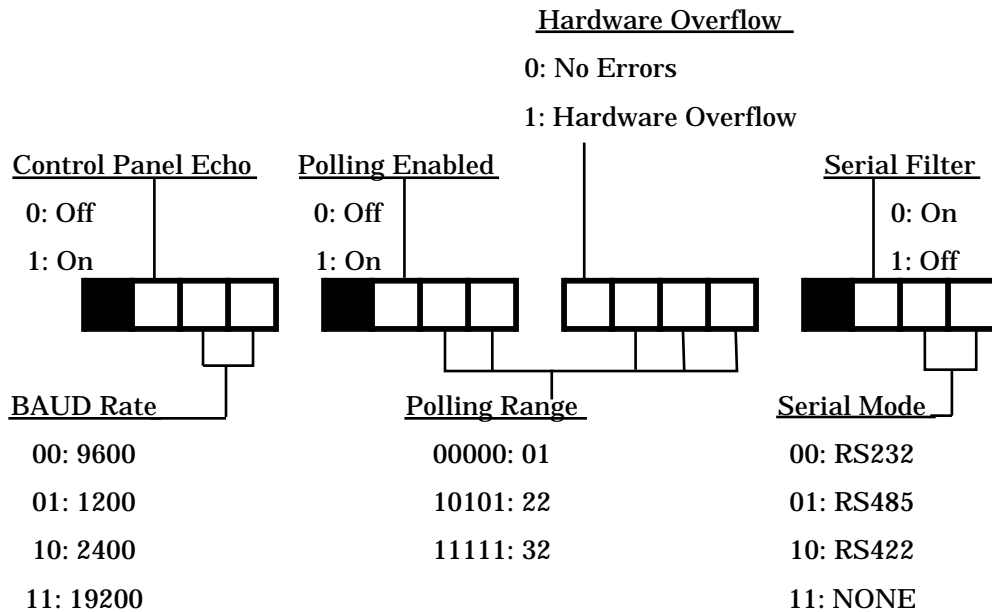 Hardware Overflow
0: No Errors
1: Hardware Overflow
Control Panel Echo
0: Off
1: On
Polling Enabled
0: Off
1: On
Serial Filter
0: On
1: Off
BAUD Rate
00: 9600
01: 1200
10: 2400
11: 19200
Polling Range
00000: 01
10101: 22
11111: 32
Serial Mode
00: RS232
01: RS485
10: RS422
11: NONE